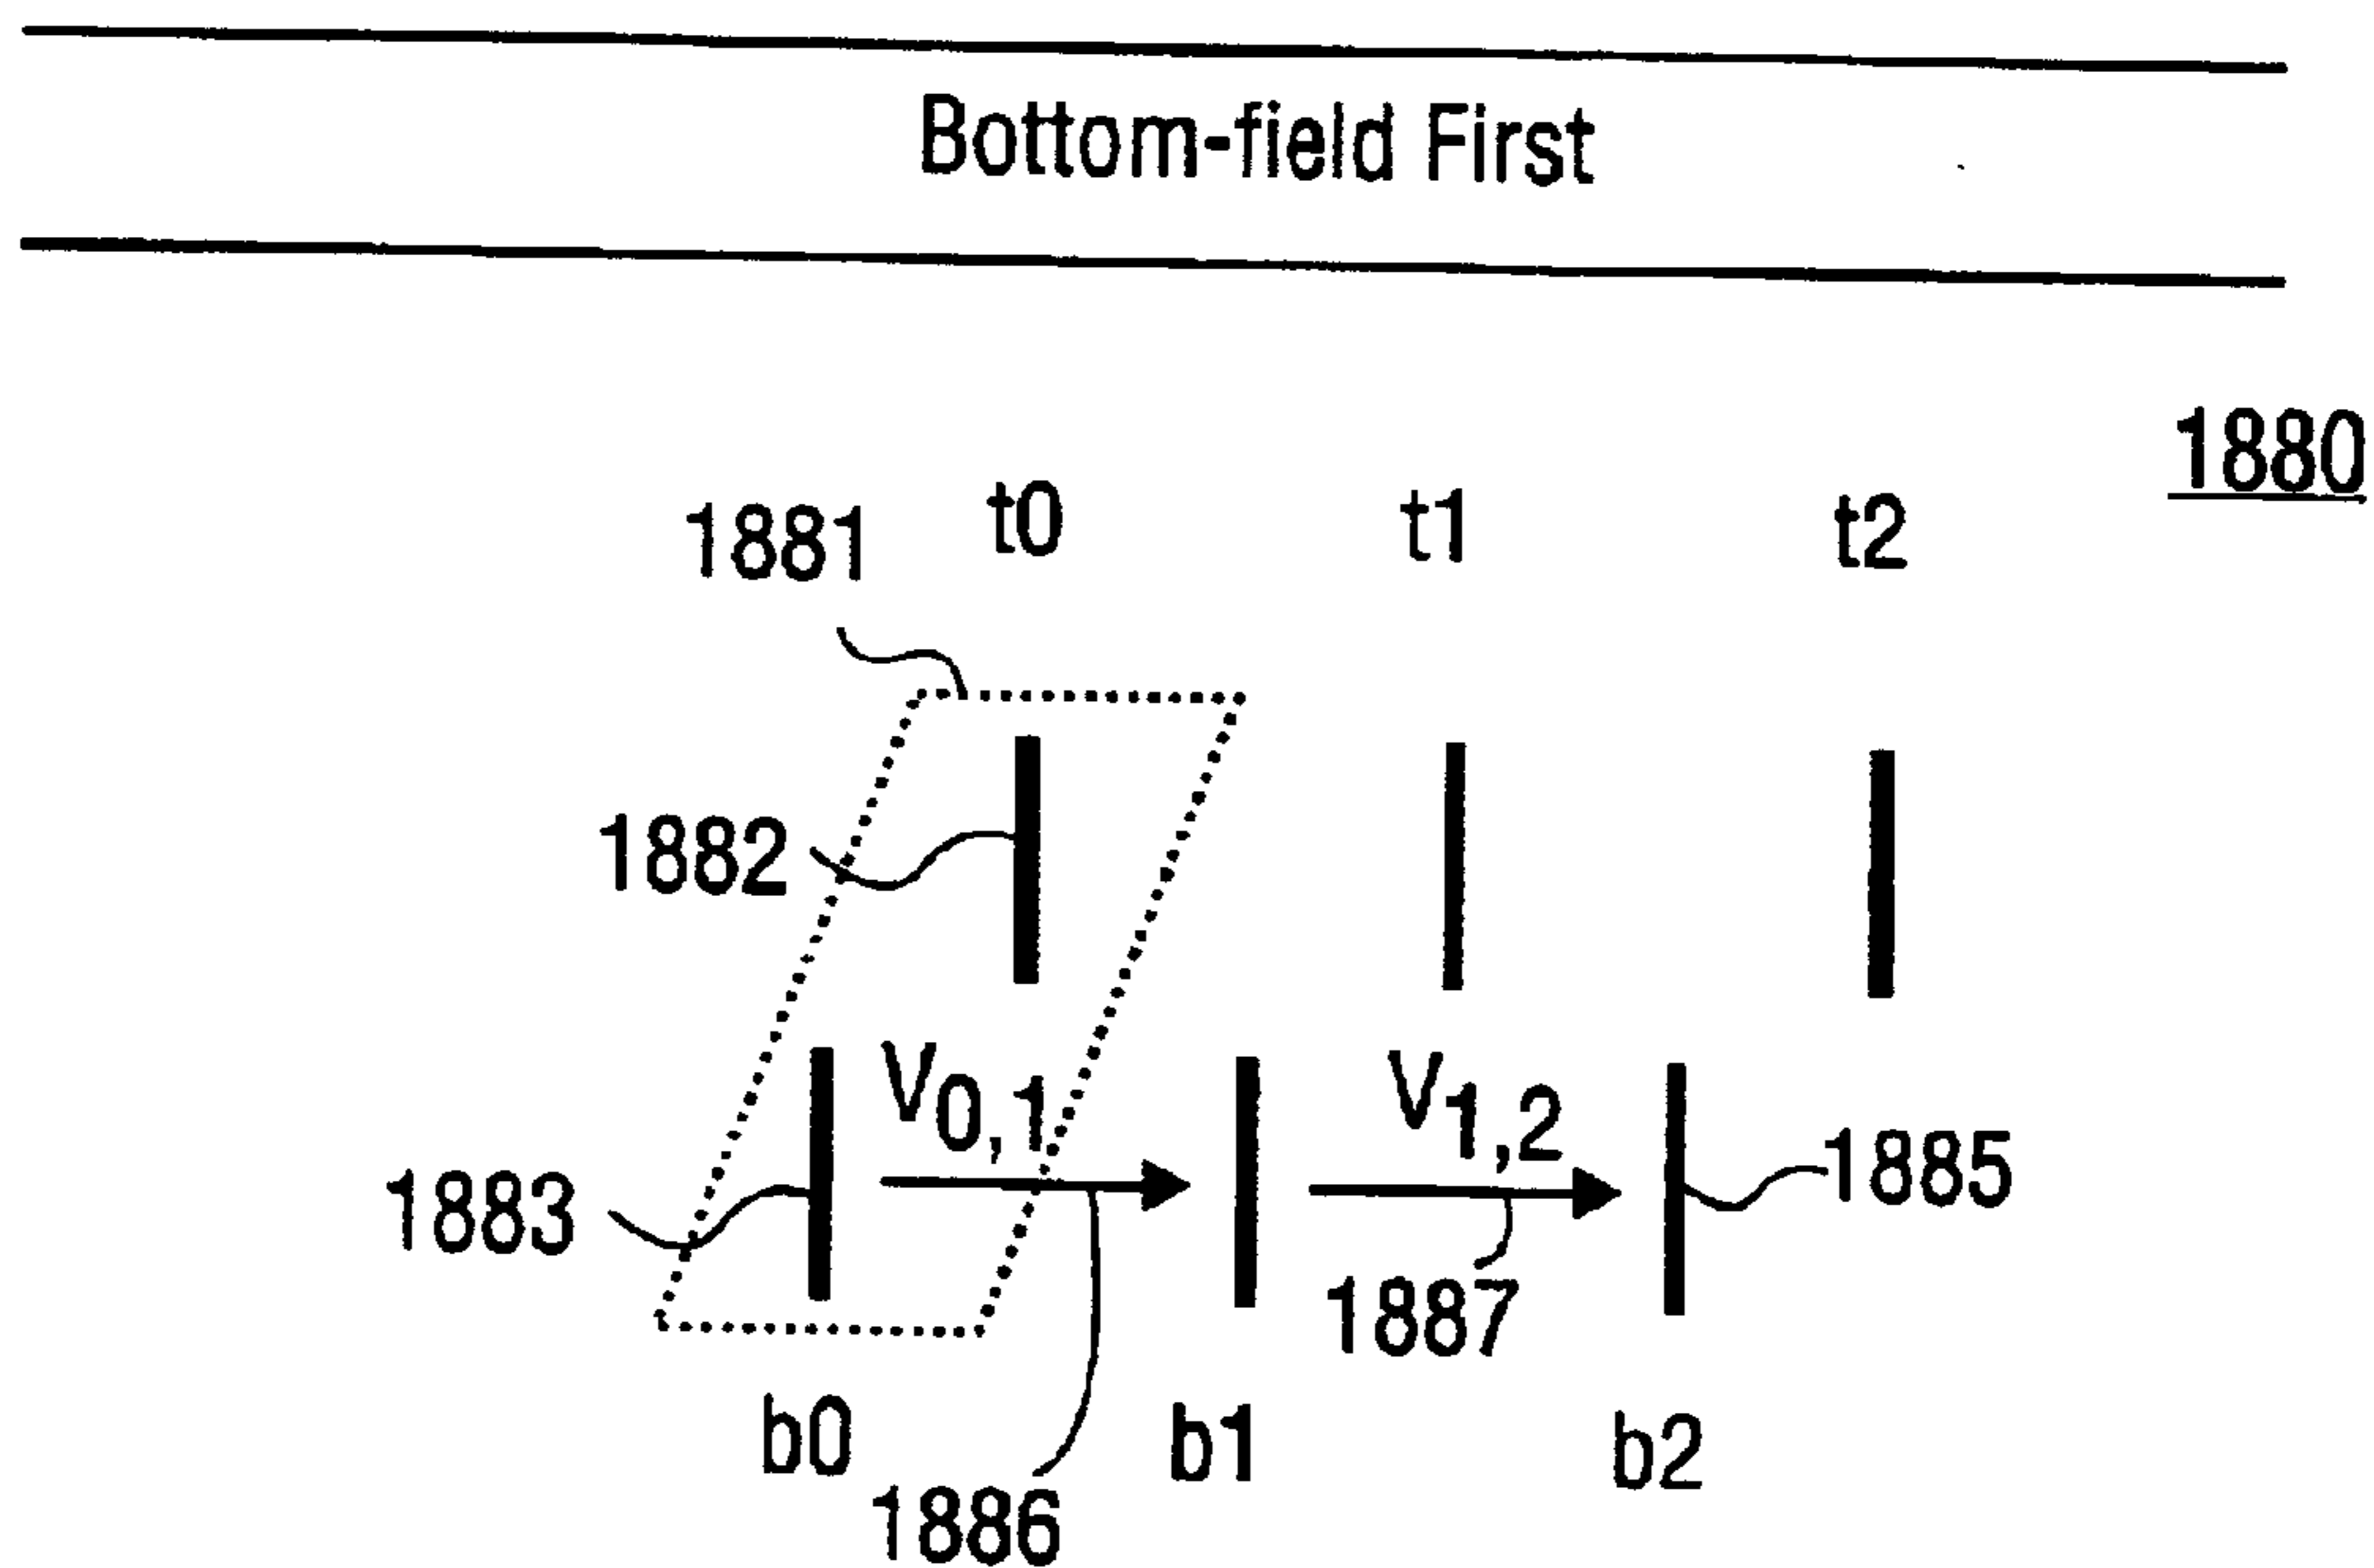 Bottom-field First
1880
1881 t0 t1 t2
1882
V0,1 V1,2
1883 1885
1887
b0 b1 b2
1886